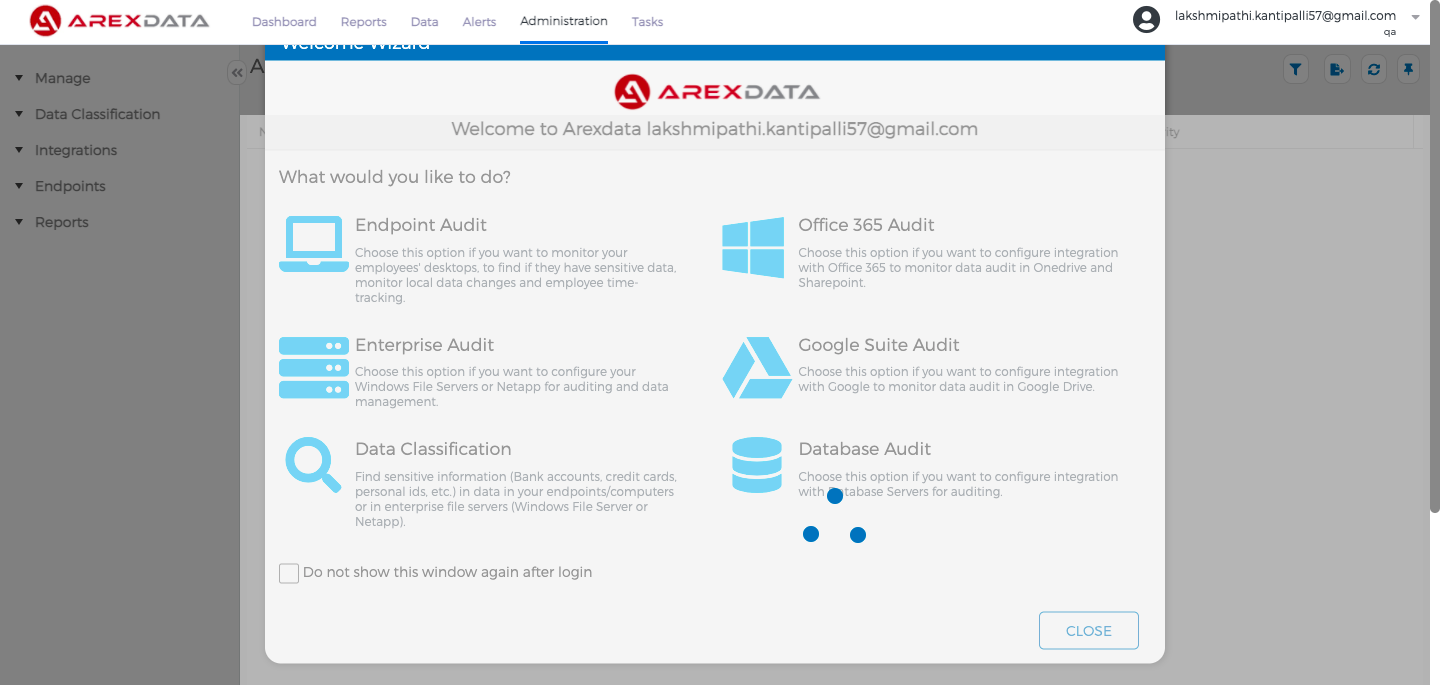 AREXDATA
Dashboard
Reports
Data
Alerts
Administration
Tasks
lakshmipathi.kantipalli57@gmail.com
qa
Welcome Wizard
Manage
Data Classification
Integrations
Endpoints
Reports
A
N
ity
AREXDATA
Welcome to Arexdata lakshmipathi.kantipalli57@gmail.com
What would you like to do?
Endpoint Audit
Choose this option if you want to monitor your
employees' desktops, to find if they have sensitive data,
monitor local data changes and employee time-
tracking.
Office 365 Audit
Choose this option if you want to configure integration
with Office 365 to monitor data audit in Onedrive and
Sharepoint.
Enterprise Audit
Choose this option if you want to configure your
Windows File Servers or Netapp for auditing and data
management.
Google Suite Audit
Choose this option if you want to configure integration
with Google to monitor data audit in Google Drive.
Data Classification
Find sensitive information (Bank accounts, credit cards,
personal ids, etc.) in data in your endpoints/computers
or in enterprise file servers (Windows File Server or
Netapp).
Database Audit
Choose this option if you want to configure integration
with Database Servers for auditing.
Do not show this window again after login
CLOSE